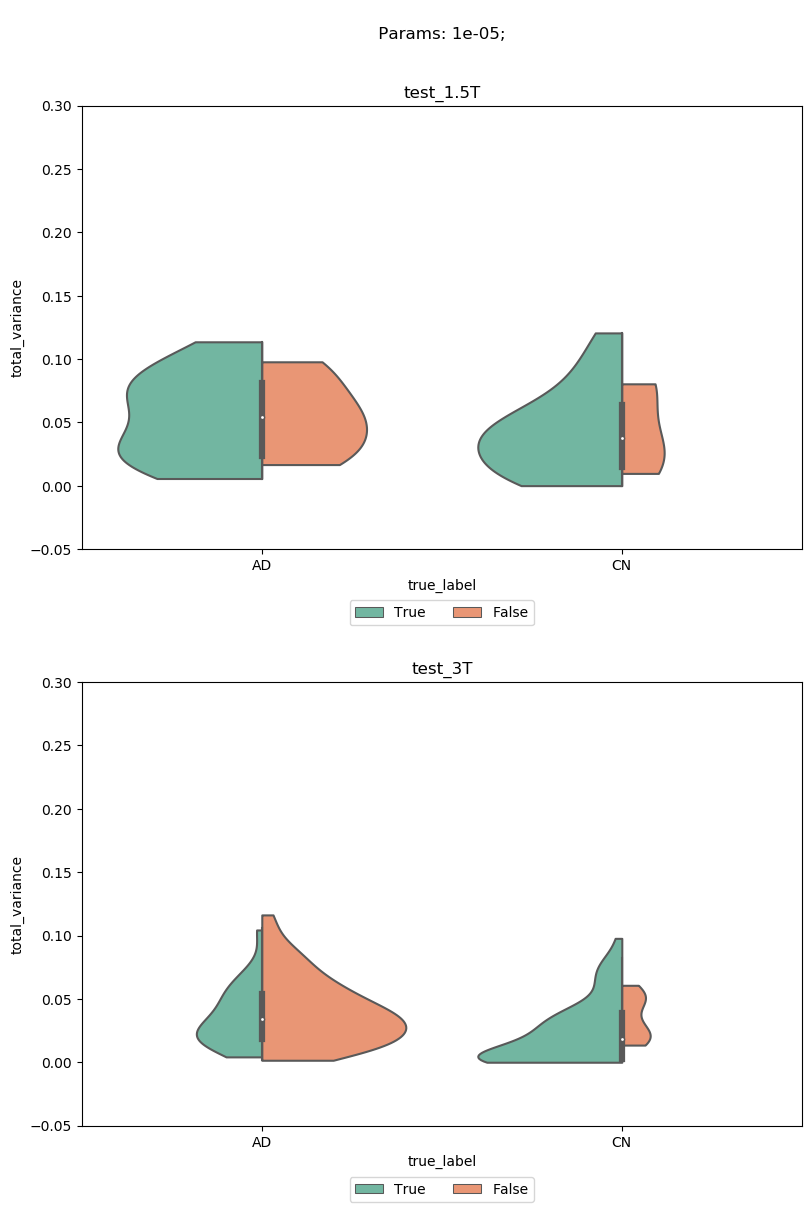 Params: 1e-05;
test_1.5T
0.30
0.25
0.20
0.15
0.10
0.05
0.00
−0.05
total_variance
AD CN
true_label
True False
test_3T
0.30
0.25
0.20
0.15
0.10
0.05
0.00
−0.05
total_variance
AD CN
true_label
True False